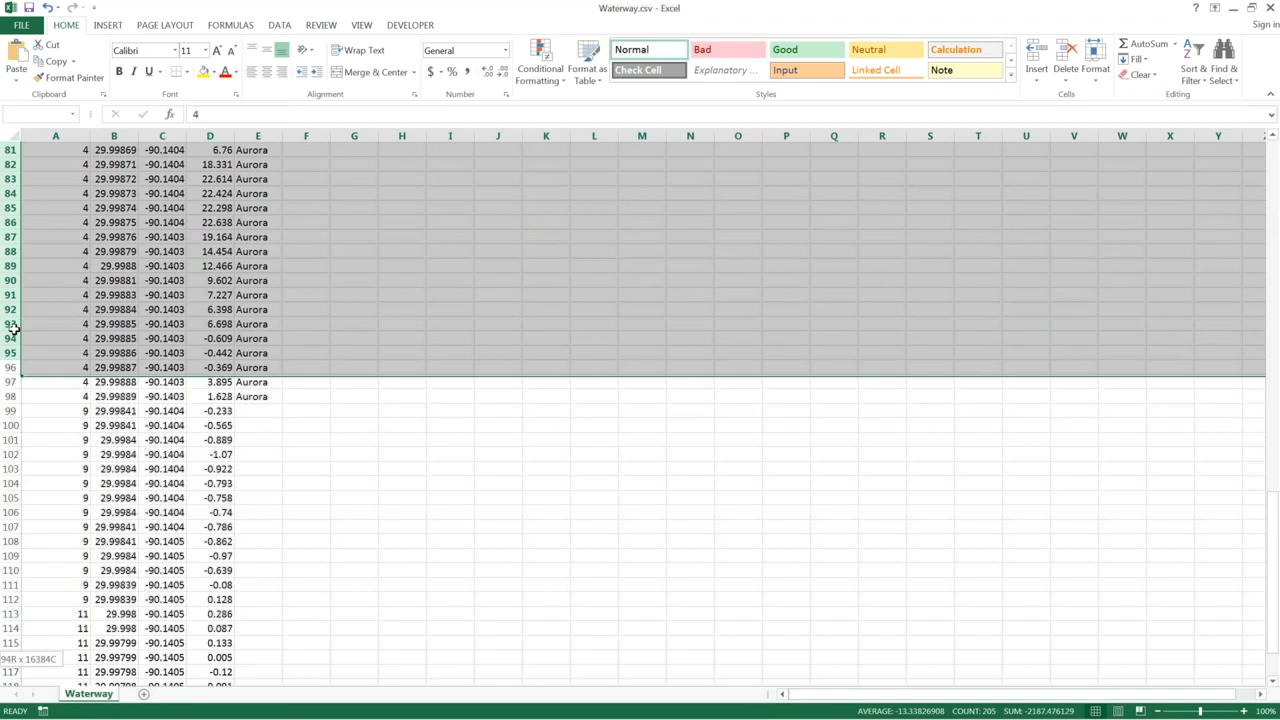 Waterway.csv - Excel
Sign in
FILE HOME INSERT PAGE LAYOUT FORMULAS DATA REVIEW VIEW DEVELOPER
Paste Cut Copy Format Painter
Calibri 11 Wrap Text General
Merge & Center
Conditional Formatting Format as Table
Normal Bad Good Neutral Calculation
Check Cell Explanatory ... Input Linked Cell Note
Insert Delete Format
AutoSum Fill Clear Sort & Filter Find & Select
Clipboard Font Alignment Number Styles Cells Editing
4
A B C D E F G H I J K L M N O P Q R S T U V W X Y
81 4 29.99869 -90.1404 6.76 Aurora
82 4 29.99871 -90.1404 18.331 Aurora
83 4 29.99872 -90.1404 22.614 Aurora
84 4 29.99873 -90.1404 22.424 Aurora
85 4 29.99874 -90.1404 22.298 Aurora
86 4 29.99875 -90.1404 22.638 Aurora
87 4 29.99876 -90.1403 19.164 Aurora
88 4 29.99879 -90.1403 14.454 Aurora
89 4 29.9988 -90.1403 12.466 Aurora
90 4 29.99881 -90.1403 9.602 Aurora
91 4 29.99883 -90.1403 7.227 Aurora
92 4 29.99884 -90.1403 6.398 Aurora
93 4 29.99885 -90.1403 6.698 Aurora
94 4 29.99885 -90.1403 -0.609 Aurora
95 4 29.99886 -90.1403 -0.442 Aurora
96 4 29.99887 -90.1403 -0.369 Aurora
97 4 29.99888 -90.1403 3.895 Aurora
98 4 29.99889 -90.1403 1.628 Aurora
99 9 29.99841 -90.1404 -0.233
100 9 29.99841 -90.1404 -0.565
101 9 29.9984 -90.1404 -0.889
102 9 29.9984 -90.1404 -1.07
103 9 29.9984 -90.1404 -0.922
104 9 29.9984 -90.1404 -0.793
105 9 29.9984 -90.1404 -0.758
106 9 29.9984 -90.1404 -0.74
107 9 29.99841 -90.1404 -0.786
108 9 29.99841 -90.1405 -0.862
109 9 29.9984 -90.1405 -0.97
110 9 29.9984 -90.1405 -0.639
111 9 29.99839 -90.1405 -0.08
112 9 29.99839 -90.1405 0.128
113 11 29.998 -90.1405 0.286
114 11 29.998 -90.1405 0.087
115 11 29.99799 -90.1405 0.133
94R x 16384C 11 29.99799 -90.1405 0.005
117 11 29.99798 -90.1405 -0.12
Waterway
READY AVERAGE: -13.33826908 COUNT: 205 SUM: -2187.476129 100%